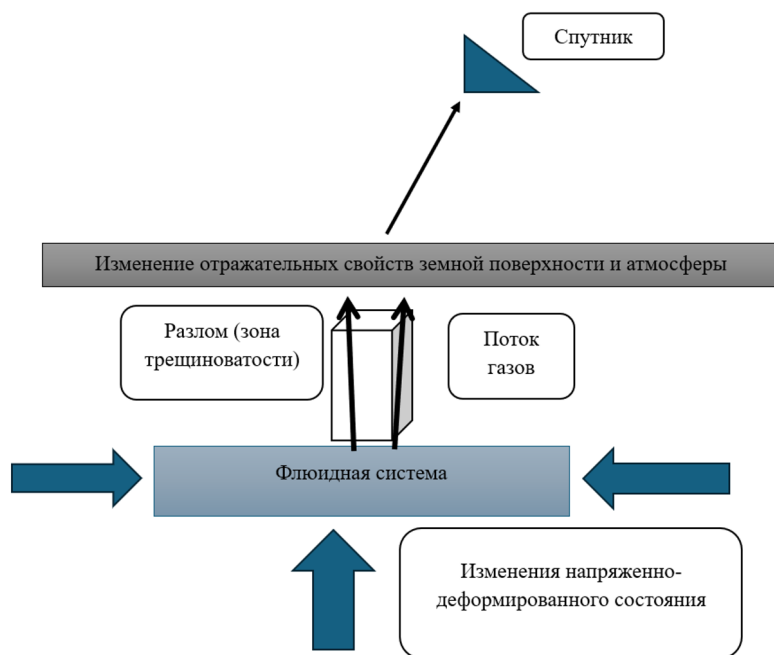 Спутник
Изменение отражательных свойств земной поверхности и атмосферы
Разлом (зона
трещиноватости)
Поток
газов
Флюидная система
Изменения напряженно-
деформированного состояния